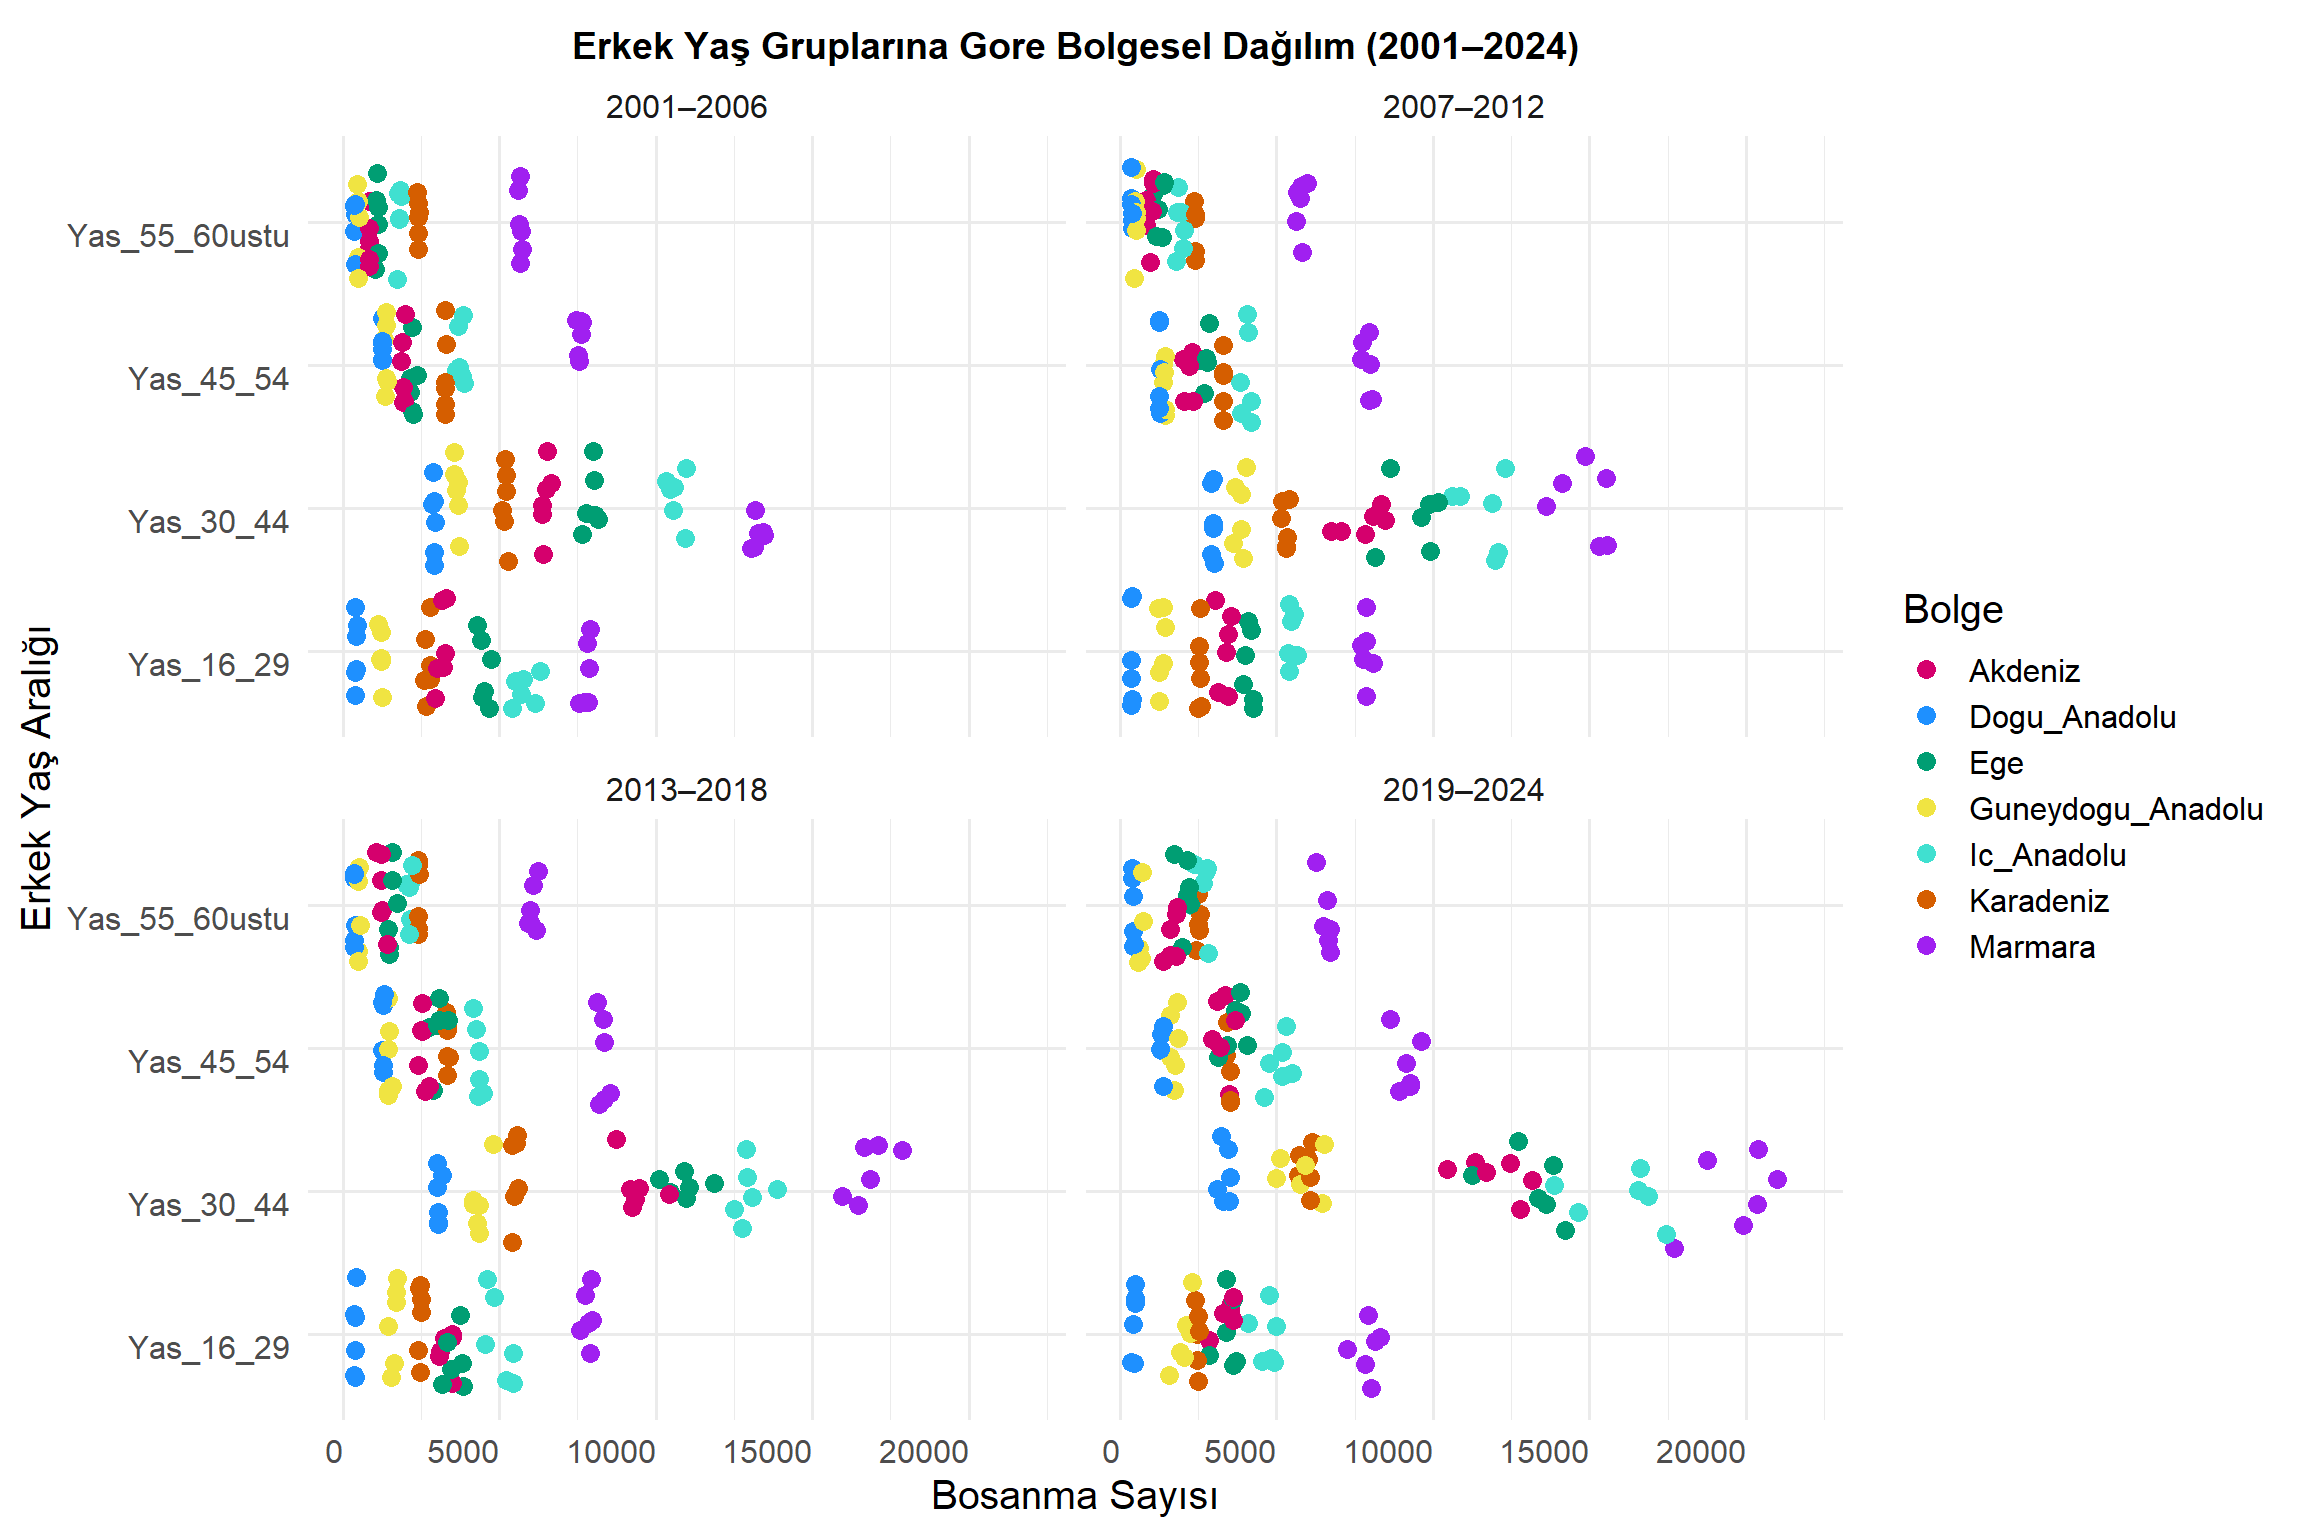 Erkek Yaş Gruplarına Gore Bolgesel Dağılım (2001–2024)
2001–2006
2007–2012
Yas_55_60ustu
Yas_45_54
Yas_30_44
Yas_16_29
2013–2018
2019–2024
Yas_55_60ustu
Yas_45_54
Yas_30_44
Yas_16_29
0 5000 10000 15000 20000
0 5000 10000 15000 20000
Bosanma Sayısı
Erkek Yaş Aralığı
Bolge
Akdeniz
Dogu_Anadolu
Ege
Guneydogu_Anadolu
Ic_Anadolu
Karadeniz
Marmara